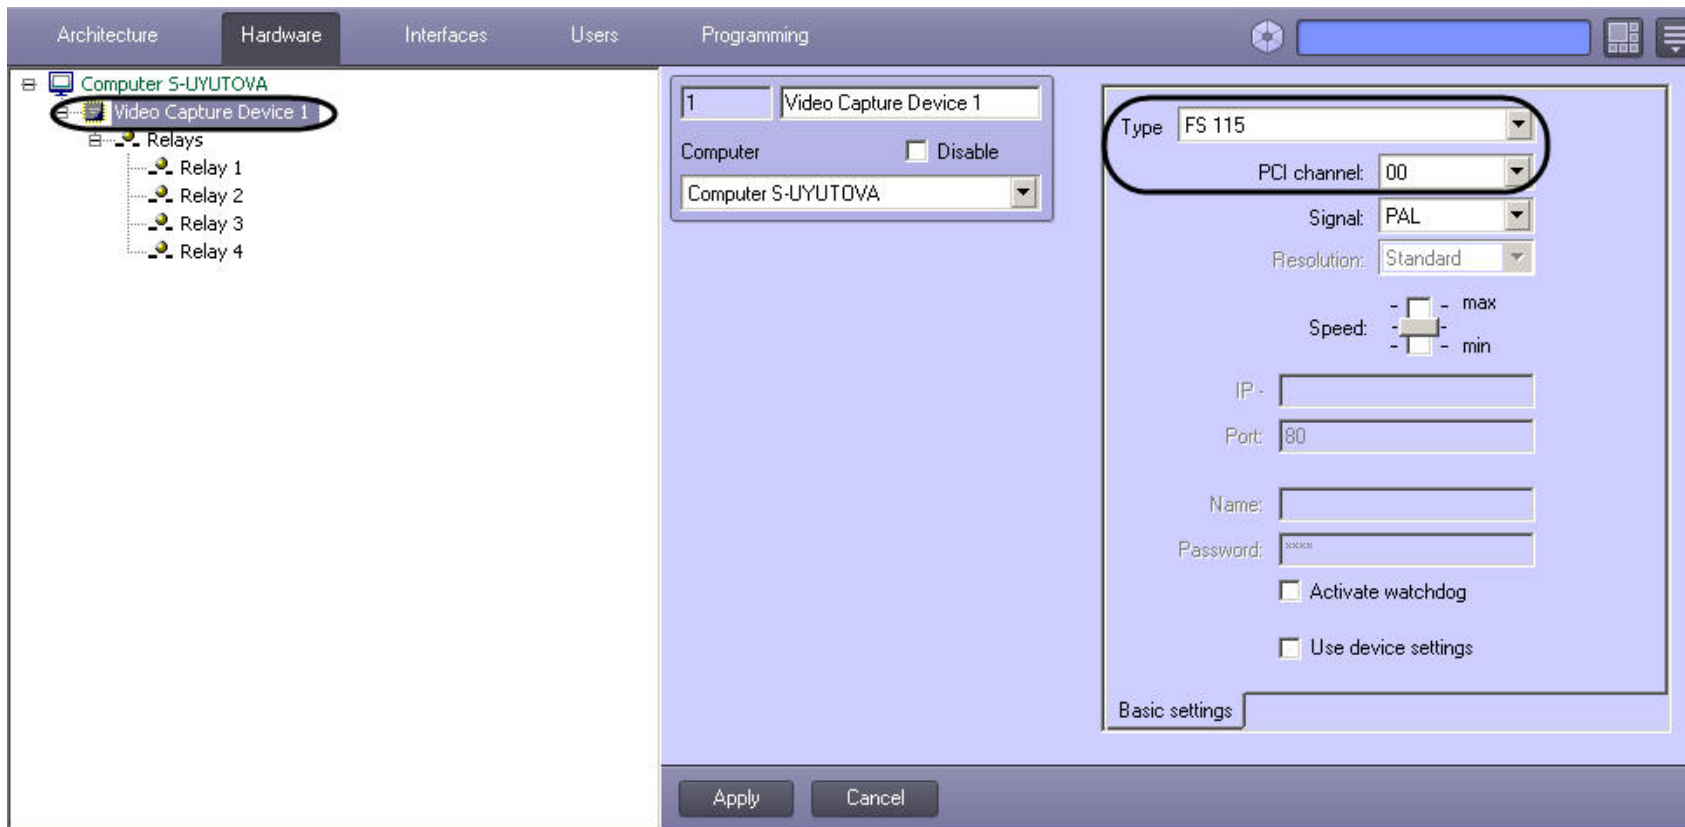 Architecture Hardware Interfaces Users Programming
Computer S-UYUTOVA
Video Capture Device 1
Relays
Relay 1
Relay 2
Relay 3
Relay 4
1 Video Capture Device 1
Computer Disable
Computer S-UYUTOVA
Type FS 115
PCI channel: 00
Signal: PAL
Resolution: Standard
max
Speed:
min
IP -
Port: 80
Name:
Password: ****
Activate watchdog
Use device settings
Basic settings
Apply Cancel